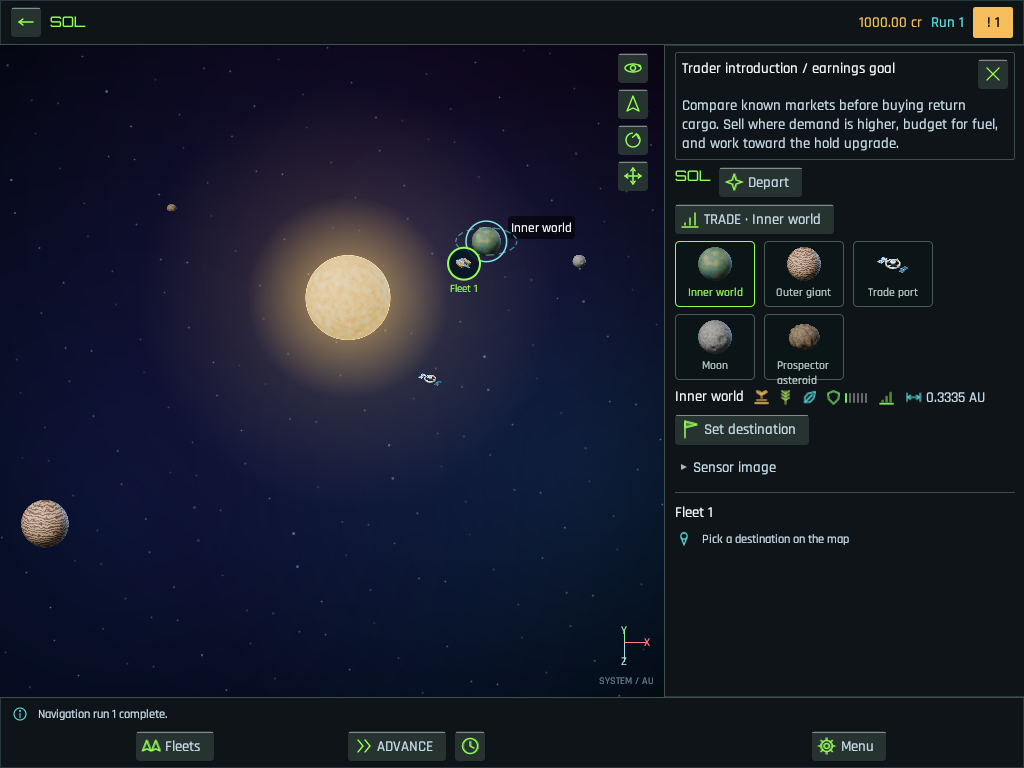 SOL
1000.00 cr
Run 1
! 1
Trader introduction / earnings goal
Compare known markets before buying return
cargo. Sell where demand is higher, budget for fuel,
and work toward the hold upgrade.
SOL
Depart
TRADE · Inner world
Inner world
Outer giant
Trade port
Moon
Prospector
asteroid
Inner world
0.3335 AU
Set destination
Sensor image
Fleet 1
Pick a destination on the map
Inner world
Fleet 1
Y
X
Z
SYSTEM / AU
Navigation run 1 complete.
Fleets
ADVANCE
Menu